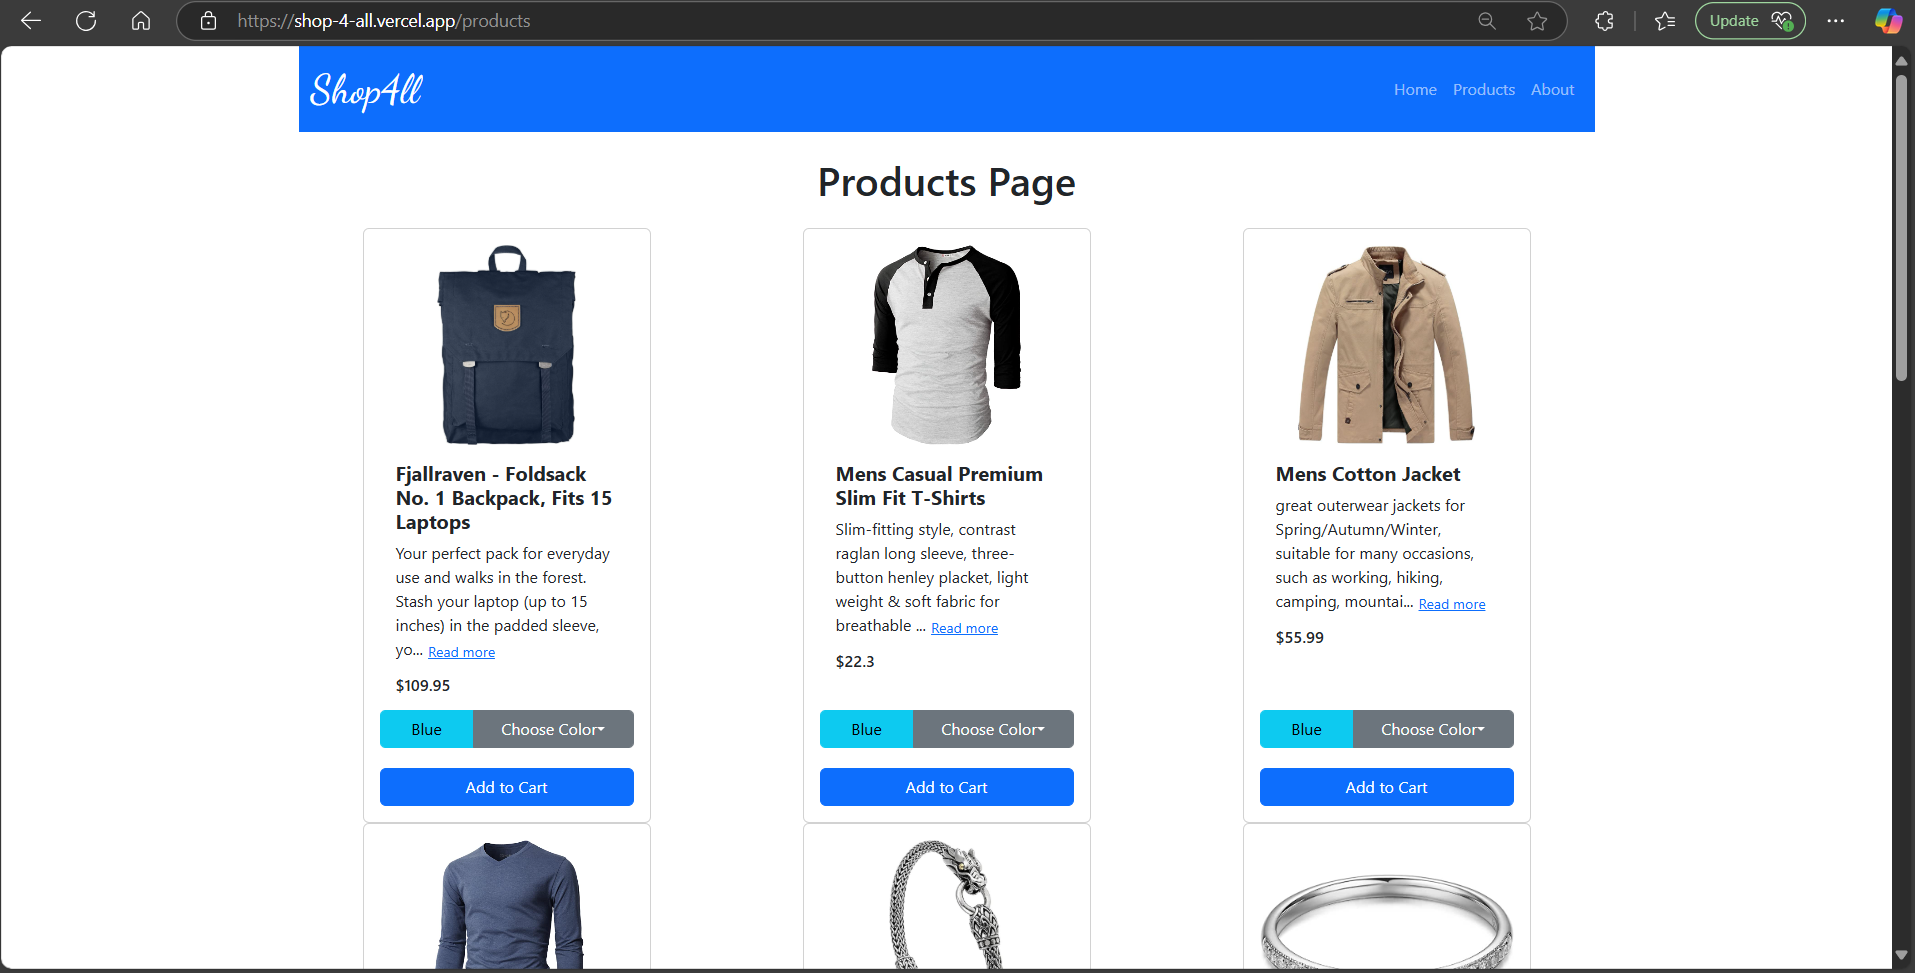 https://shop-4-all.vercel.app/products
Update
Shop4ll
Home Products About
Products Page
Fjallraven - Foldsack
No. 1 Backpack, Fits 15
Laptops
Your perfect pack for everyday
use and walks in the forest.
Stash your laptop (up to 15
inches) in the padded sleeve,
yo... Read more
$109.95
Blue Choose Color
Add to Cart
Mens Casual Premium
Slim Fit T-Shirts
Slim-fitting style, contrast
raglan long sleeve, three-
button henley placket, light
weight & soft fabric for
breathable ... Read more
$22.3
Blue Choose Color
Add to Cart
Mens Cotton Jacket
great outerwear jackets for
Spring/Autumn/Winter,
suitable for many occasions,
such as working, hiking,
camping, mountai... Read more
$55.99
Blue Choose Color
Add to Cart